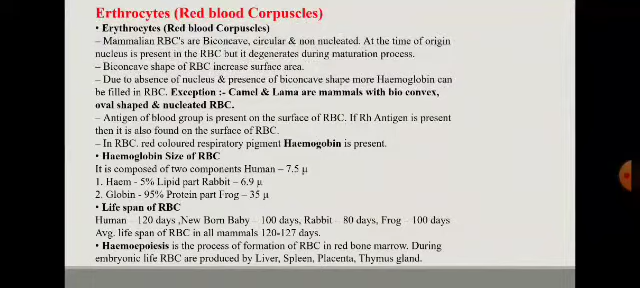 Erthrocytes (Red blood Corpuscles)
• Erythrocytes (Red blood Corpuscles)
– Mammalian RBC's are Biconcave, circular & non nucleated. At the time of origin
nucleus is present in the RBC but it degenerates during maturation process.
– Biconcave shape of RBC increase surface area.
– Due to absence of nucleus & presence of biconcave shape more Haemoglobin can
be filled in RBC. Exception :- Camel & Lama are mammals with bio convex,
oval shaped & nucleated RBC.
– Antigen of blood group is present on the surface of RBC. If Rh Antigen is present
then it is also found on the surface of RBC.
– In RBC. red coloured respiratory pigment Haemogobin is present.
• Haemoglobin Size of RBC
It is composed of two components Human – 7.5 μ
1. Haem - 5% Lipid part Rabbit – 6.9 μ
2. Globin - 95% Protein part Frog – 35 μ
• Life span of RBC
Human – 120 days ,New Born Baby – 100 days, Rabbit – 80 days, Frog – 100 days
Avg. life span of RBC in all mammals 120-127 days.
• Haemopoiesis is the process of formation of RBC in red bone marrow. During
embryonic life RBC are produced by Liver, Spleen, Placenta, Thymus gland.